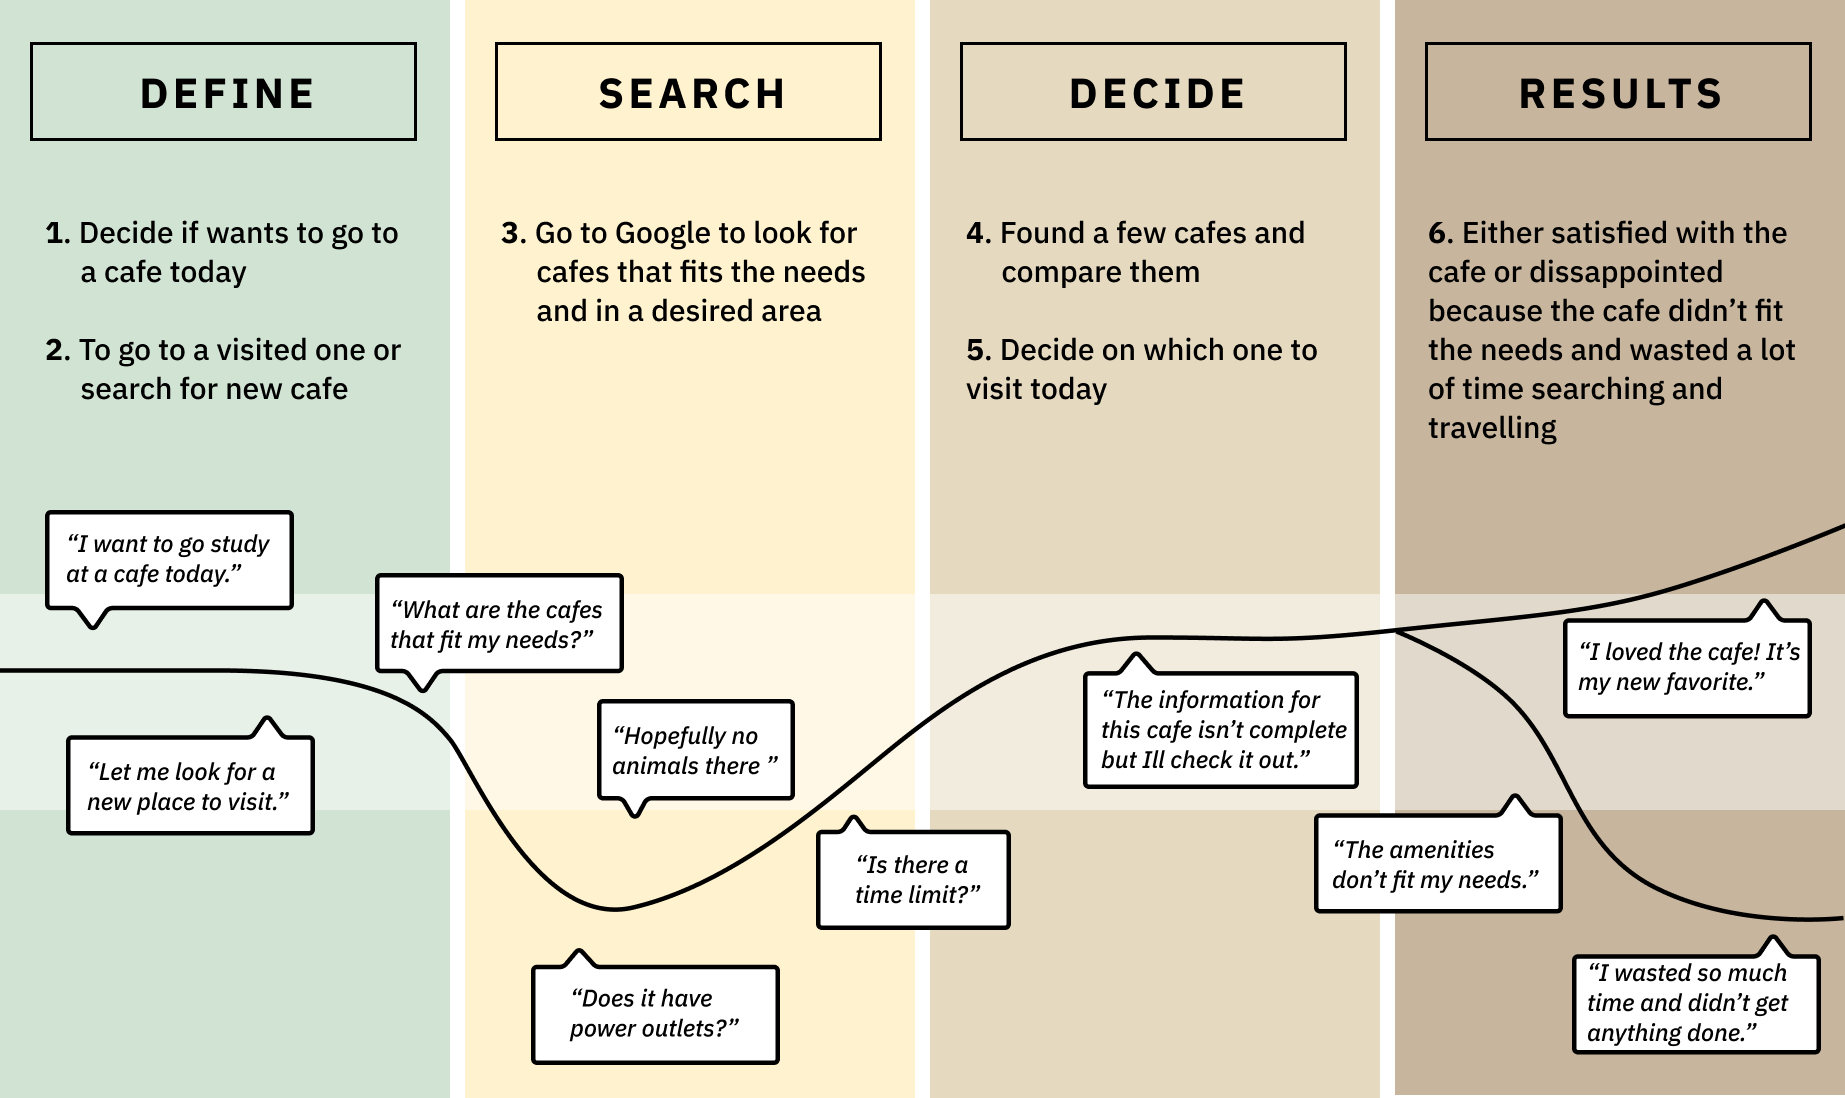 DEFINE
1. Decide if wants to go to
a cafe today
2. To go to a visited one or
search for new cafe
“I want to go study
at a cafe today.”
“Let me look for a
new place to visit.”
SEARCH
3. Go to Google to look for
cafes that fits the needs
and in a desired area
“What are the cafes
that fit my needs?”
“Hopefully no
animals there ”
“Is there a
time limit?”
“Does it have
power outlets?”
DECIDE
4. Found a few cafes and
compare them
5. Decide on which one to
visit today
“The information for
this cafe isn’t complete
but Ill check it out.”
RESULTS
6. Either satisfied with the
cafe or dissappointed
because the cafe didn’t fit
the needs and wasted a lot
of time searching and
travelling
“I loved the cafe! It’s
my new favorite.”
“The amenities
don’t fit my needs.”
“I wasted so much
time and didn’t get
anything done.”